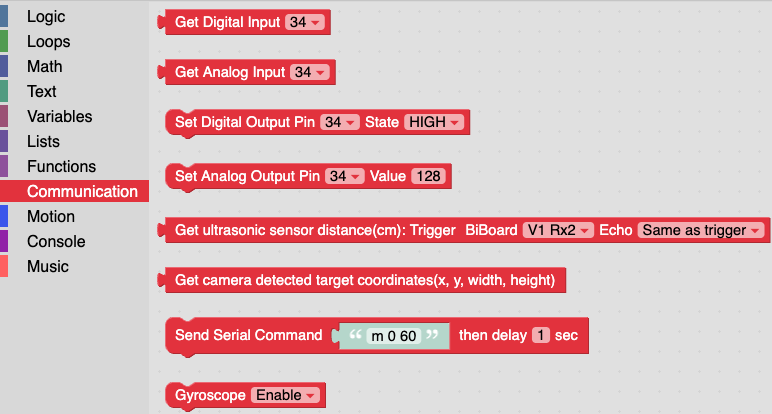 Logic
Loops
Math
Text
Variables
Lists
Functions
Communication
Motion
Console
Music
Get Digital Input 34
Get Analog Input 34
Set Digital Output Pin 34 State HIGH
Set Analog Output Pin 34 Value 128
Get ultrasonic sensor distance(cm): Trigger BiBoard V1 Rx2 Echo Same as trigger
Get camera detected target coordinates(x, y, width, height)
Send Serial Command “ m 0 60 ” then delay 1 sec
Gyroscope Enable